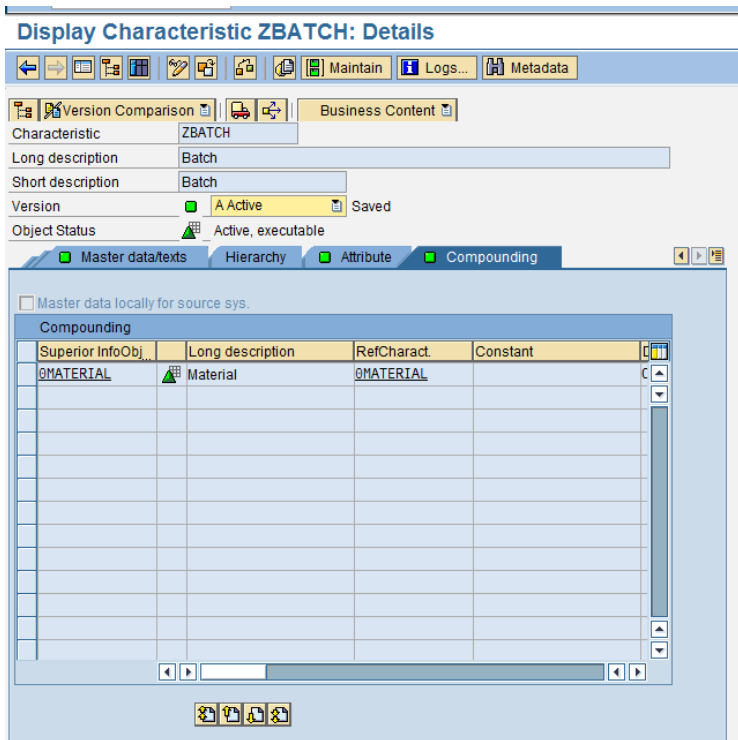 Display Characteristic ZBATCH: Details
Maintain Logs... Metadata
Version Comparison Business Content
Characteristic ZBATCH
Long description Batch
Short description Batch
Version A Active Saved
Object Status Active, executable
Master data/texts Hierarchy Attribute Compounding
Master data locally for source sys.
Compounding
Superior InfoObj... Long description RefCharact. Constant
0MATERIAL Material 0MATERIAL